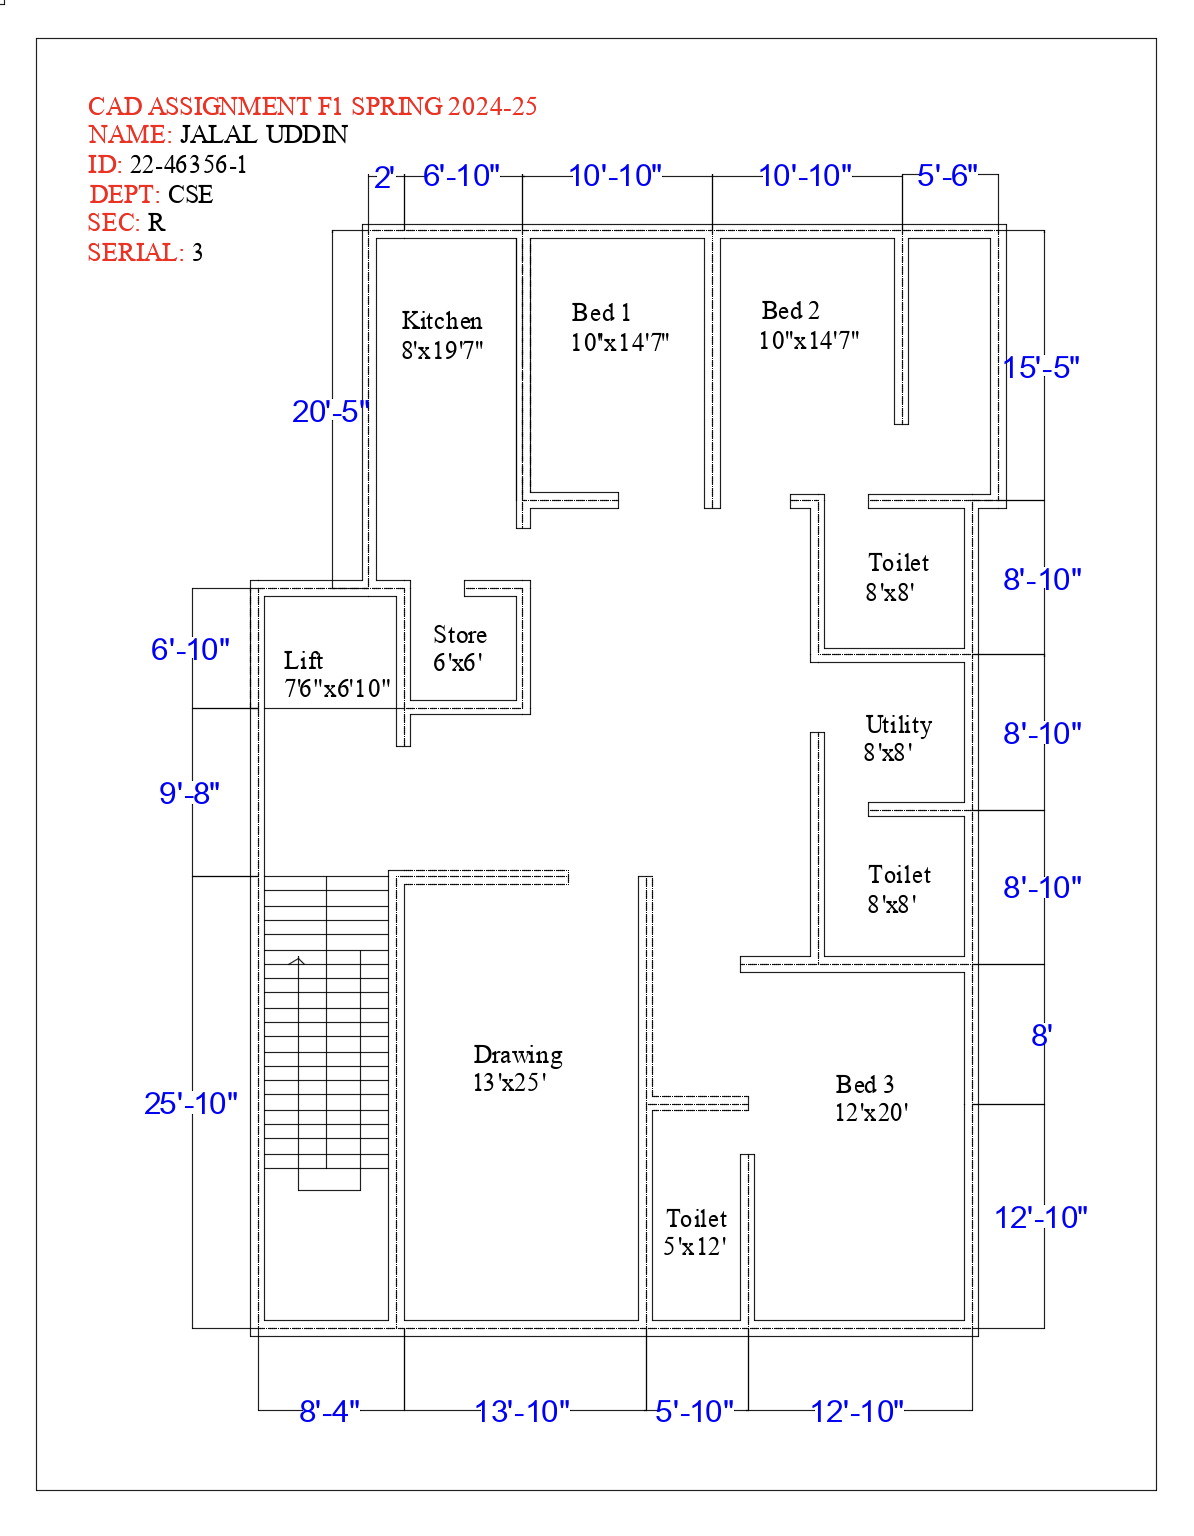 CAD ASSIGNMENT F1 SPRING 2024-25
NAME: JALAL UDDIN
ID: 22-46356-1
DEPT: CSE
SEC: R
SERIAL: 3
2' 6'-10" 10'-10" 10'-10" 5'-6"
Kitchen
8'x19'7"
Bed 1
10"x14'7"
Bed 2
10"x14'7"
15'-5"
20'-5"
Toilet
8'x8'
8'-10"
6'-10"
Lift
7'6"x6'10"
Store
6'x6'
Utility
8'x8'
8'-10"
9'-8"
Toilet
8'x8'
8'-10"
8'
Drawing
13'x25'
Bed 3
12'x20'
25'-10"
Toilet
5'x12'
12'-10"
8'-4" 13'-10" 5'-10" 12'-10"